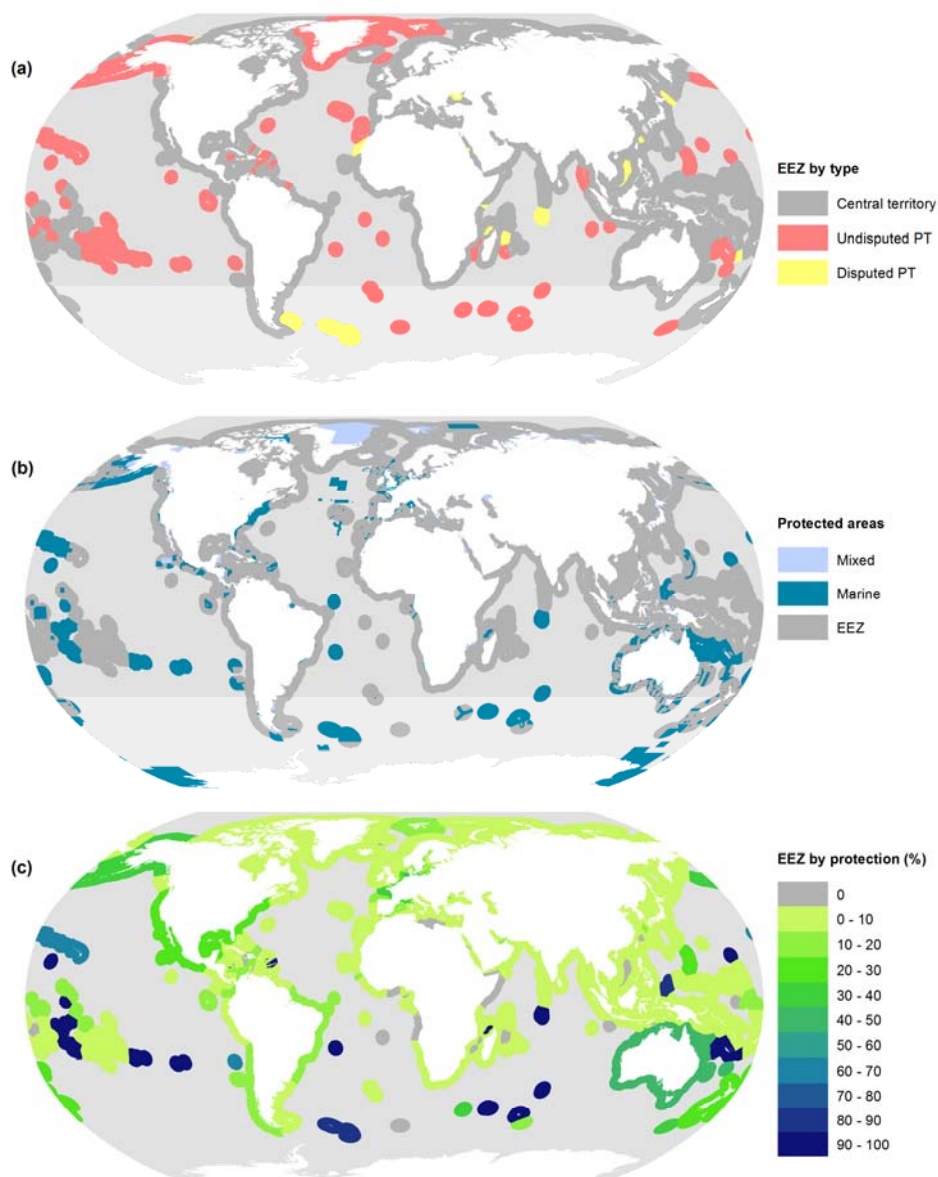 (a)
EEZ by type
Central territory
Undisputed PT
Disputed PT
(b)
Protected areas
Mixed
Marine
EEZ
(c)
EEZ by protection (%)
0
0 - 10
10 - 20
20 - 30
30 - 40
40 - 50
50 - 60
60 - 70
70 - 80
80 - 90
90 - 100